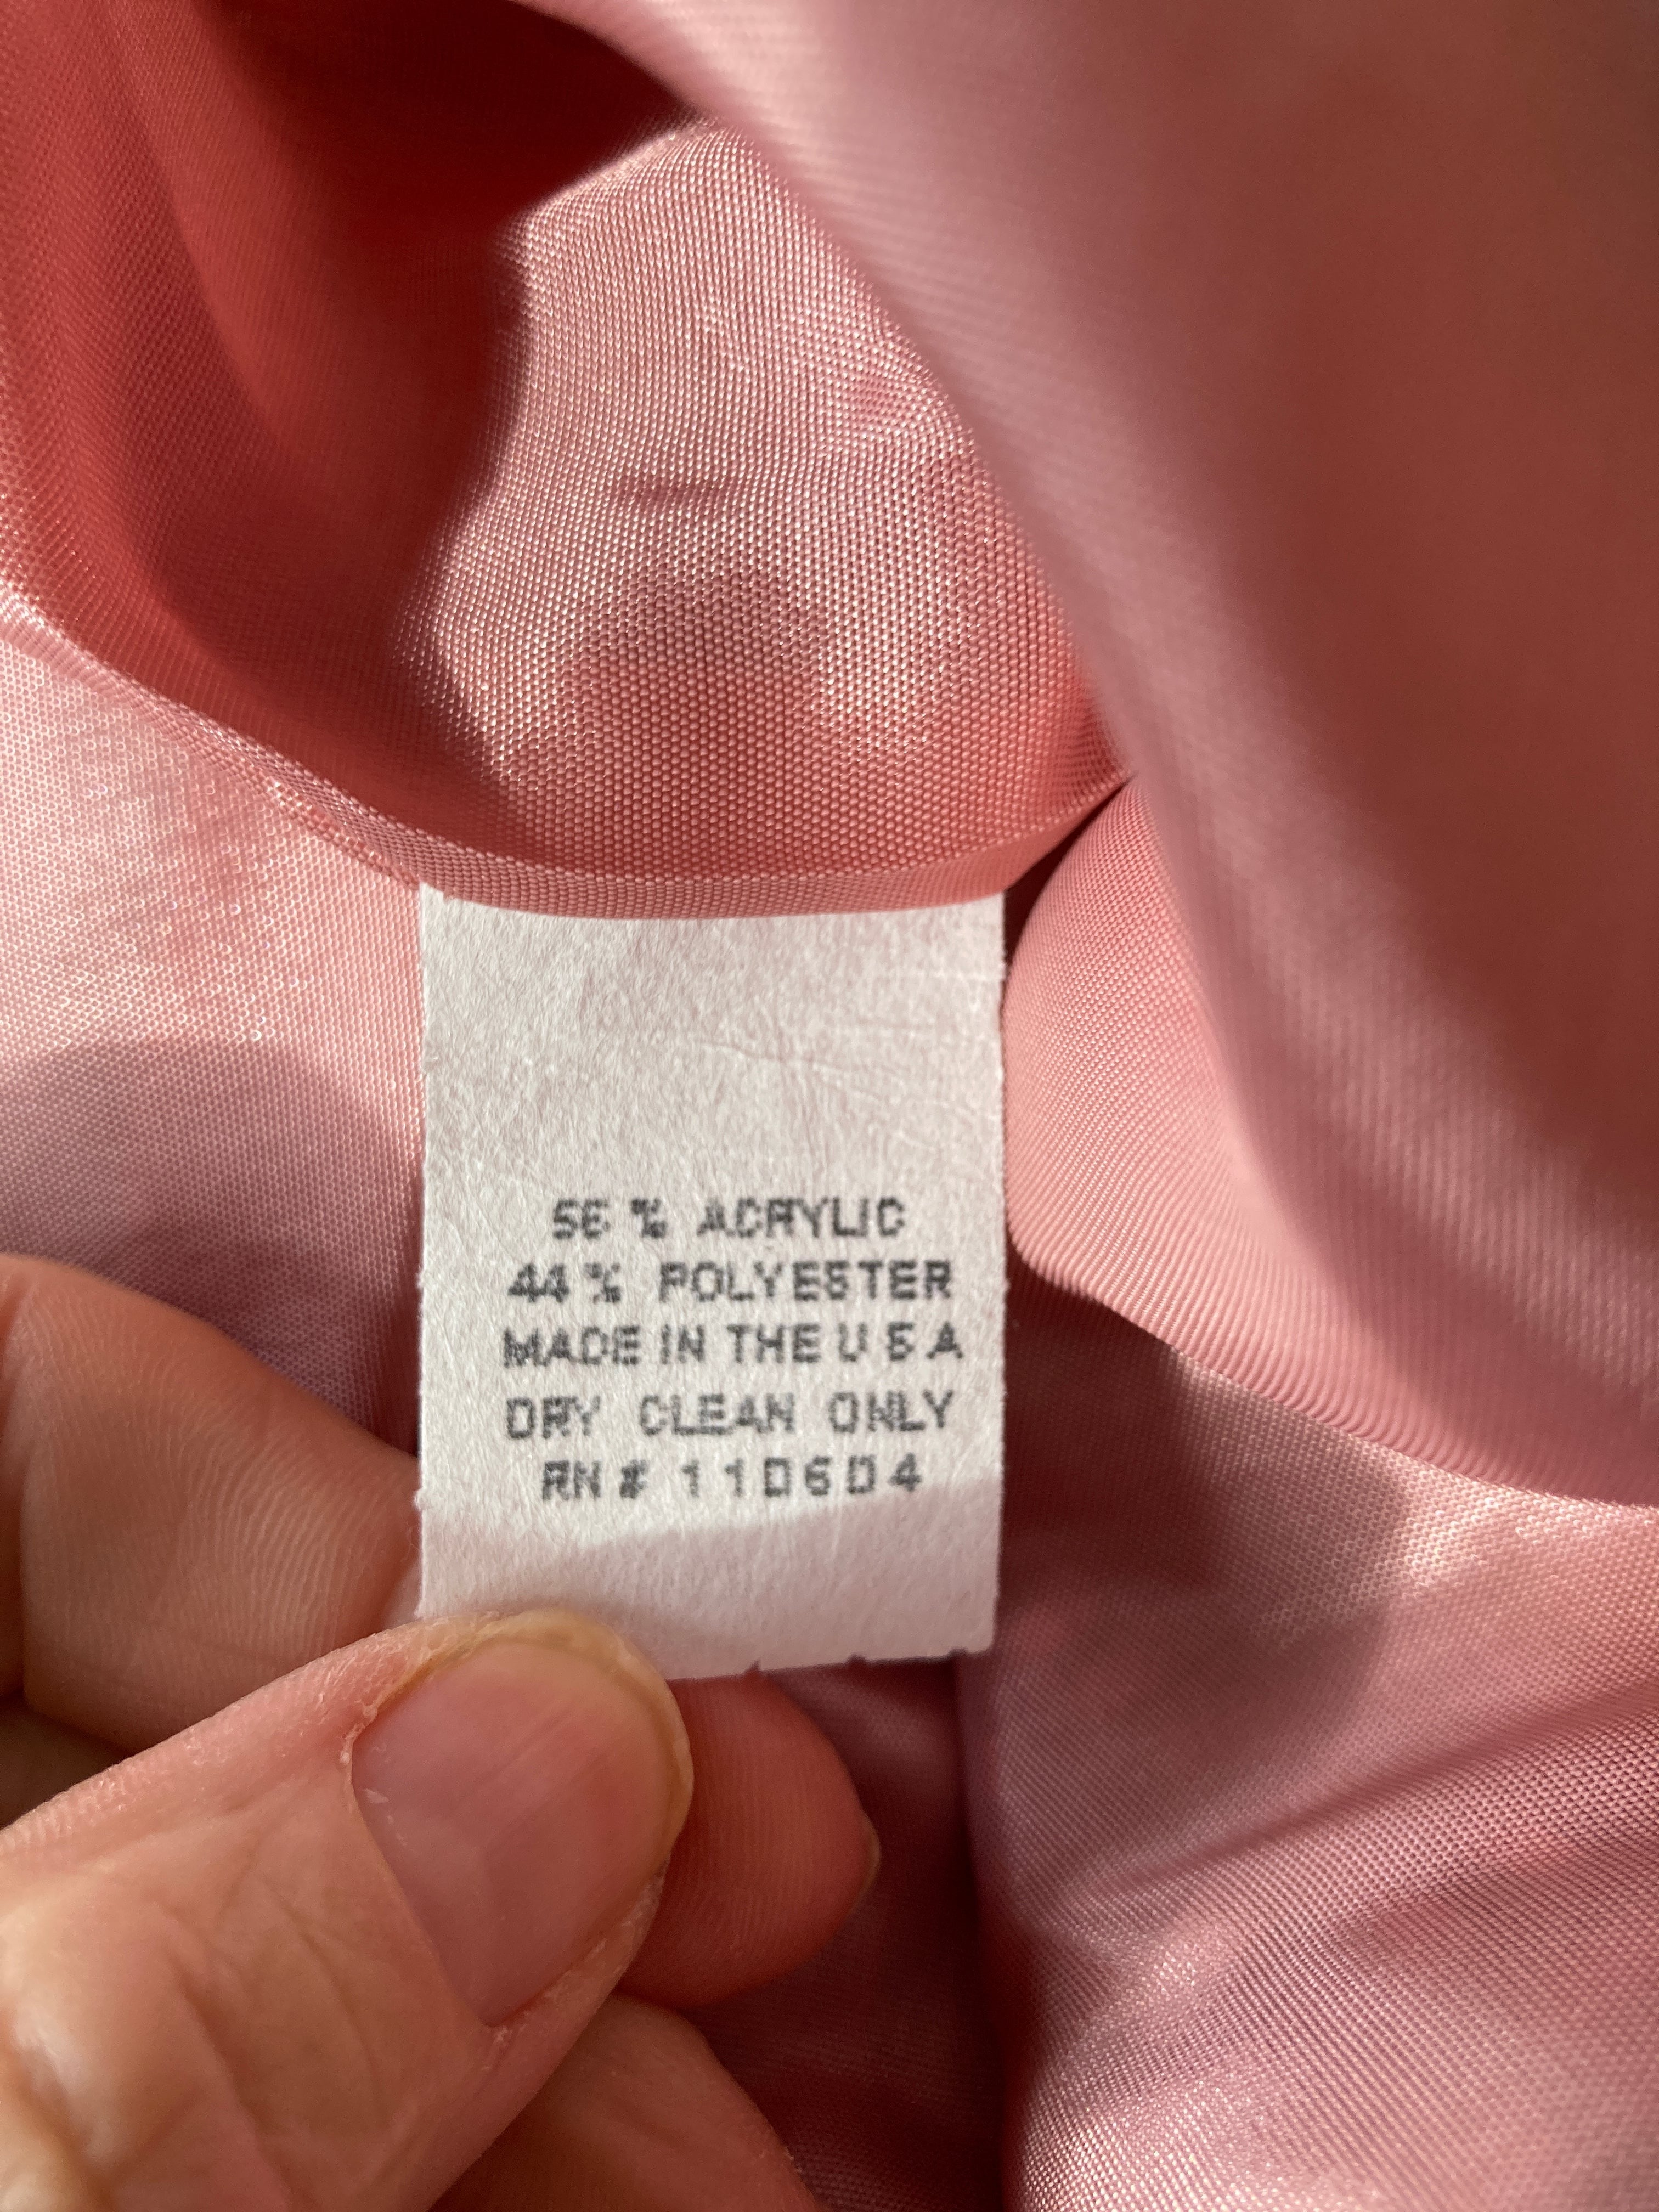 56 % ACRYLIC
44 % POLYESTER
MADE IN THE U S A
DRY CLEAN ONLY
RN # 110604